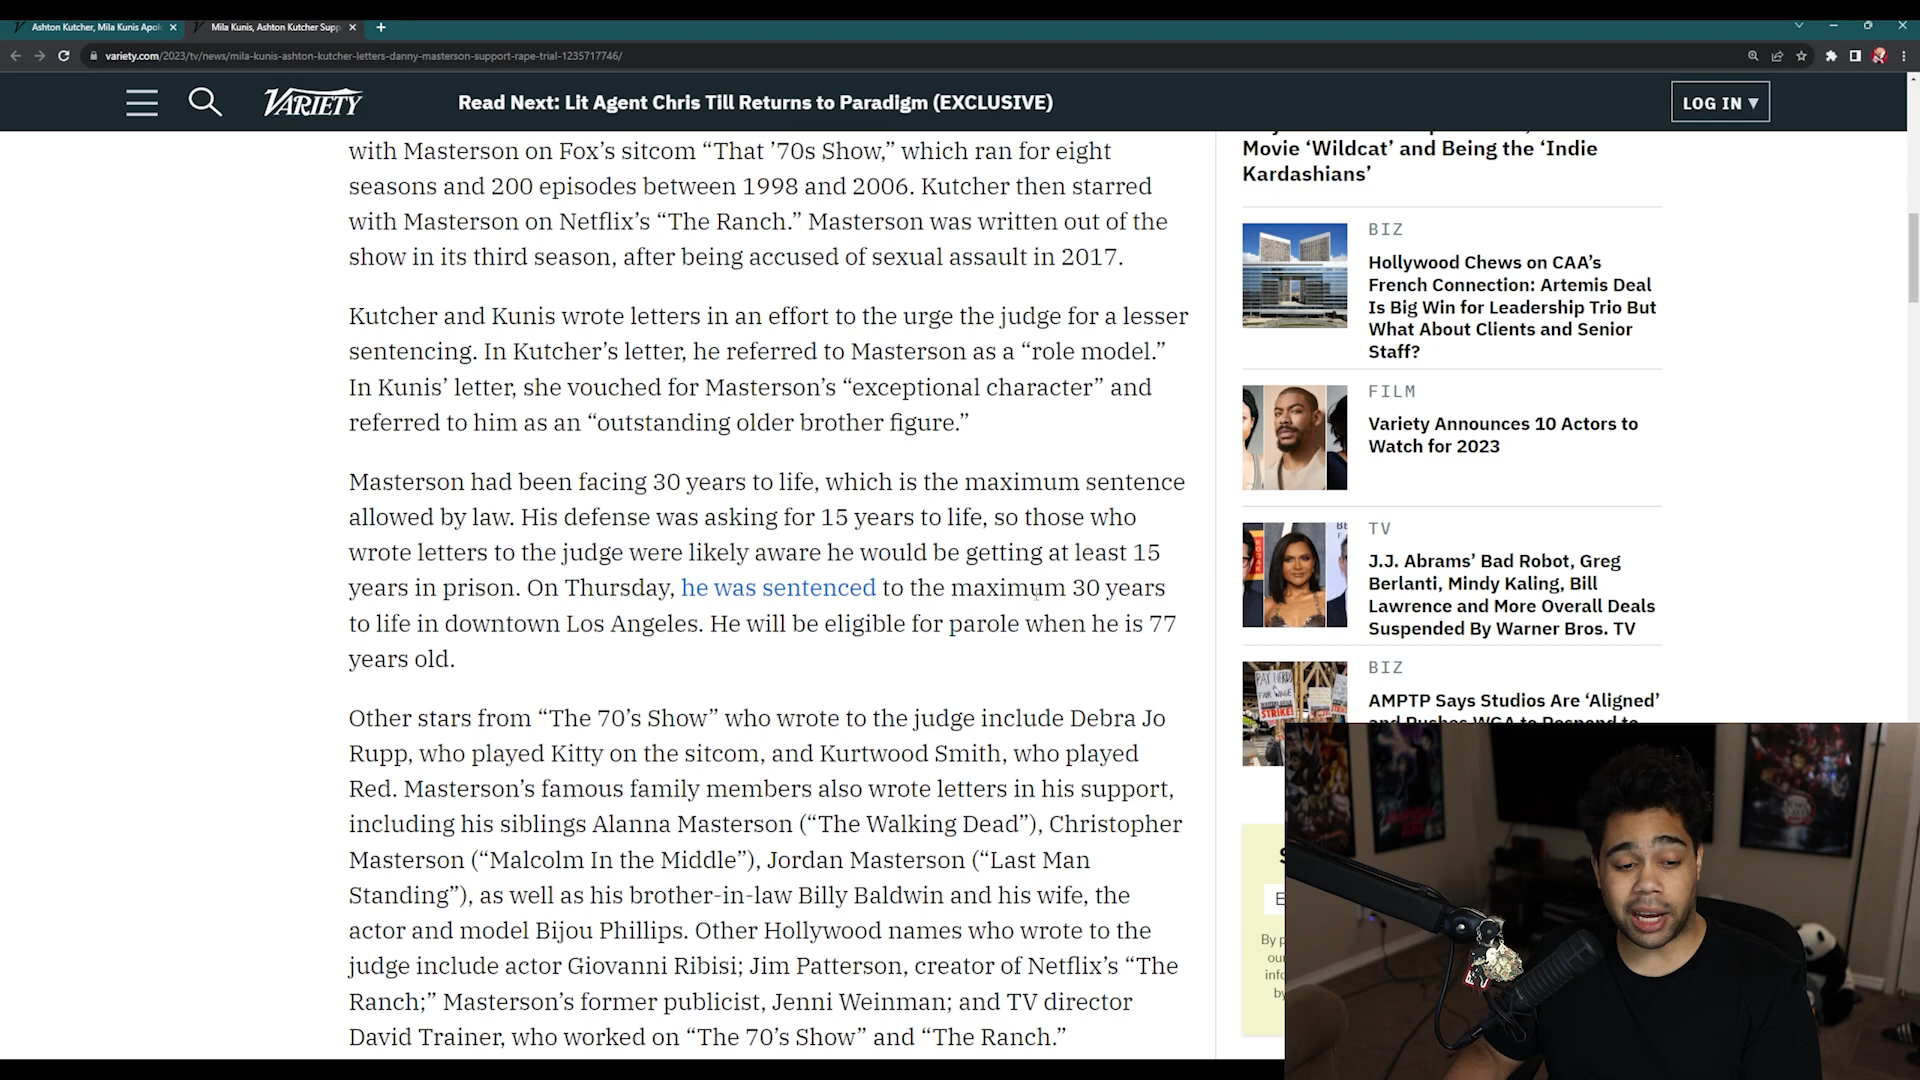 Ashton Kutcher, Mila Kunis Apol
Mila Kunis, Ashton Kutcher Supp
variety.com/2023/tv/news/mila-kunis-ashton-kutcher-letters-danny-masterson-support-rape-trial-1235717746/
VARIETY
Read Next: Lit Agent Chris Till Returns to Paradigm (EXCLUSIVE)
LOG IN ▼
with Masterson on Fox’s sitcom “That ’70s Show,” which ran for eight
seasons and 200 episodes between 1998 and 2006. Kutcher then starred
with Masterson on Netflix’s “The Ranch.” Masterson was written out of the
show in its third season, after being accused of sexual assault in 2017.
Kutcher and Kunis wrote letters in an effort to the urge the judge for a lesser
sentencing. In Kutcher’s letter, he referred to Masterson as a “role model.”
In Kunis’ letter, she vouched for Masterson’s “exceptional character” and
referred to him as an “outstanding older brother figure.”
Masterson had been facing 30 years to life, which is the maximum sentence
allowed by law. His defense was asking for 15 years to life, so those who
wrote letters to the judge were likely aware he would be getting at least 15
years in prison. On Thursday, he was sentenced to the maximum 30 years
to life in downtown Los Angeles. He will be eligible for parole when he is 77
years old.
Other stars from “The 70’s Show” who wrote to the judge include Debra Jo
Rupp, who played Kitty on the sitcom, and Kurtwood Smith, who played
Red. Masterson’s famous family members also wrote letters in his support,
including his siblings Alanna Masterson (“The Walking Dead”), Christopher
Masterson (“Malcolm In the Middle”), Jordan Masterson (“Last Man
Standing”), as well as his brother-in-law Billy Baldwin and his wife, the
actor and model Bijou Phillips. Other Hollywood names who wrote to the
judge include actor Giovanni Ribisi; Jim Patterson, creator of Netflix’s “The
Ranch;” Masterson’s former publicist, Jenni Weinman; and TV director
David Trainer, who worked on “The 70’s Show” and “The Ranch.”
Movie ‘Wildcat’ and Being the ‘Indie
Kardashians’
BIZ
Hollywood Chews on CAA’s
French Connection: Artemis Deal
Is Big Win for Leadership Trio But
What About Clients and Senior
Staff?
FILM
Variety Announces 10 Actors to
Watch for 2023
TV
J.J. Abrams’ Bad Robot, Greg
Berlanti, Mindy Kaling, Bill
Lawrence and More Overall Deals
Suspended By Warner Bros. TV
BIZ
AMPTP Says Studios Are ‘Aligned’
and Pushes WGA to Respond to
STRIKE!
By p
our
info
by